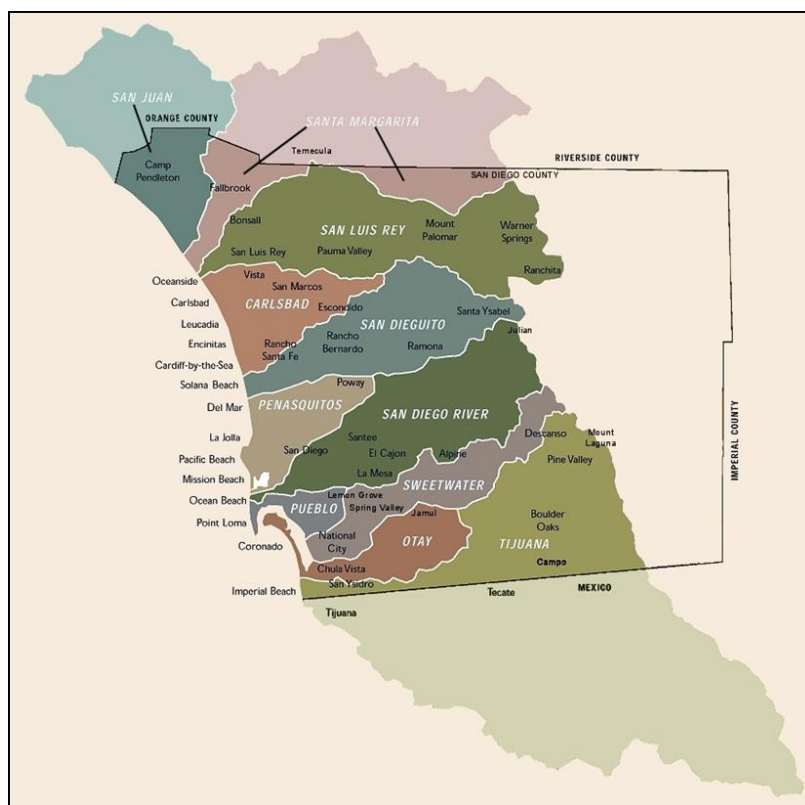 SAN JUAN
ORANGE COUNTY
SANTA MARGARITA
Temecula
RIVERSIDE COUNTY
Camp
Pendleton
SAN DIEGO COUNTY
Fallbrook
Bonsall
SAN LUIS REY
Mount
Palomar
Warner
Springs
San Luis Rey
Pauma Valley
Ranchita
Oceanside
Vista
San Marcos
Carlsbad
CARLSBAD
Escondido
Santa Ysabel
Leucadia
SAN DIEGUITO
Julian
Encinitas
Rancho
Santa Fe
Rancho
Bernardo
Ramona
Cardiff-by-the-Sea
Solana Beach
Poway
Del Mar
PENASQUITOS
SAN DIEGO RIVER
IMPERIAL COUNTY
La Jolla
San Diego
Santee
Descanso
Mount
Laguna
El Cajon
Alpine
Pacific Beach
Pine Valley
La Mesa
Mission Beach
SWEETWATER
Ocean Beach
Lemon Grove
PUEBLO
Spring Valley
Jamul
Boulder
Oaks
Point Loma
National
City
OTAY
TIJUANA
Coronado
Chula Vista
Campo
San Ysidro
Imperial Beach
Tecate
MEXICO
Tijuana